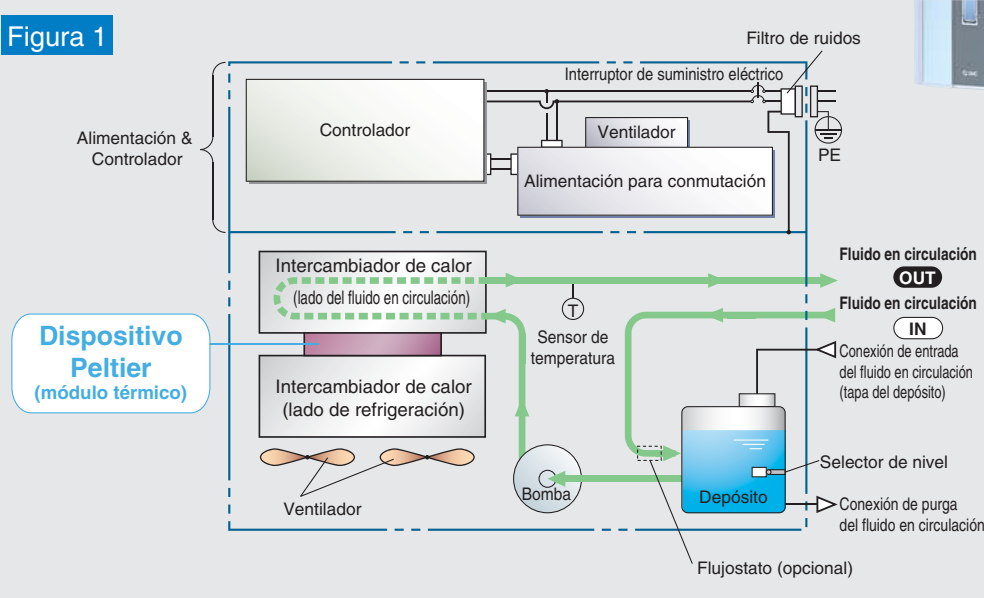 Figura 1
Filtro de ruidos
Interruptor de suministro eléctrico
Alimentación &
Controlador
Controlador
Ventilador
Alimentación para conmutación
PE
Intercambiador de calor
(lado del fluido en circulación)
Fluido en circulación
OUT
Fluido en circulación
IN
T
Sensor de
temperatura
Dispositivo
Peltier
(módulo térmico)
Intercambiador de calor
(lado de refrigeración)
Conexión de entrada
del fluido en circulación
(tapa del depósito)
Ventilador
Bomba
Depósito
Selector de nivel
Conexión de purga
del fluido en circulación
Flujostato (opcional)